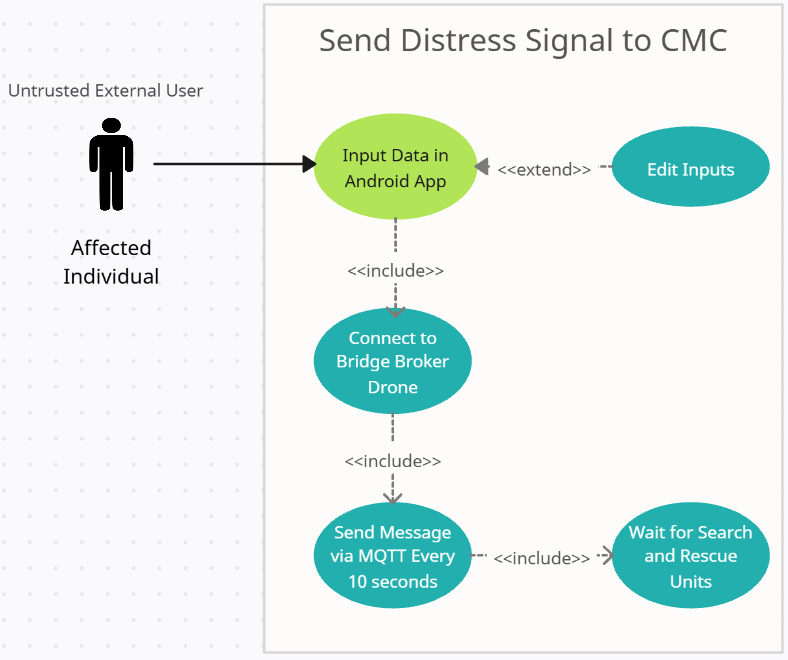 Send Distress Signal to CMC
Untrusted External User
Affected
Individual
Input Data in
Android App
<<extend>>
Edit Inputs
<<include>>
Connect to
Bridge Broker
Drone
<<include>>
Send Message
via MQTT Every
10 seconds
<<include>>
Wait for Search
and Rescue
Units